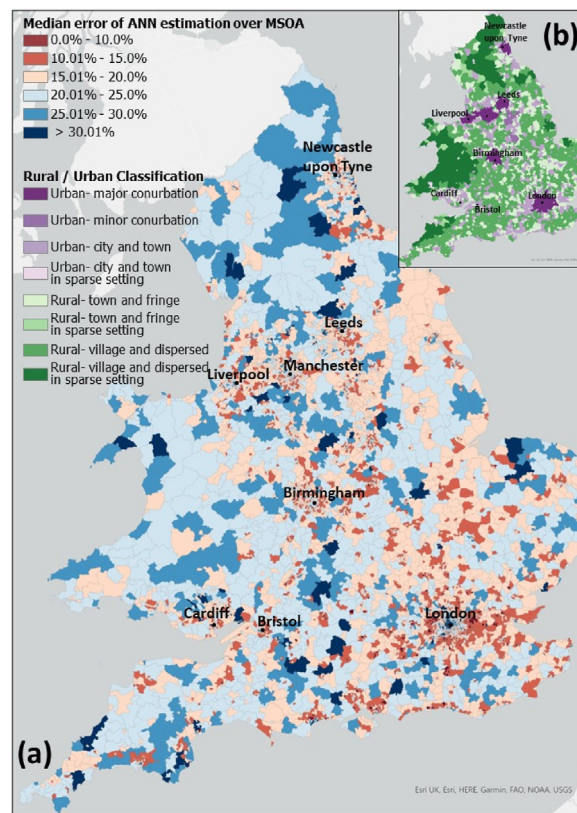 Median error of ANN estimation over MSOA
0.0% - 10.0%
10.01% - 15.0%
15.01% - 20.0%
20.01% - 25.0%
25.01% - 30.0%
> 30.01%
Rural / Urban Classification
Urban- major conurbation
Urban- minor conurbation
Urban- city and town
Urban- city and town
in sparse setting
Rural- town and fringe
Rural- town and fringe
in sparse setting
Rural- village and dispersed
Rural- village and dispersed
in sparse setting
Newcastle
upon Tyne
(b)
Leeds
Liverpool
Birmingham
Cardiff
Bristol
London
Newcastle
upon Tyne
Leeds
Manchester
Liverpool
Birmingham
Cardiff
Bristol
London
(a)
Esri UK, Esri, HERE, Garmin, FAO, NOAA, USGS